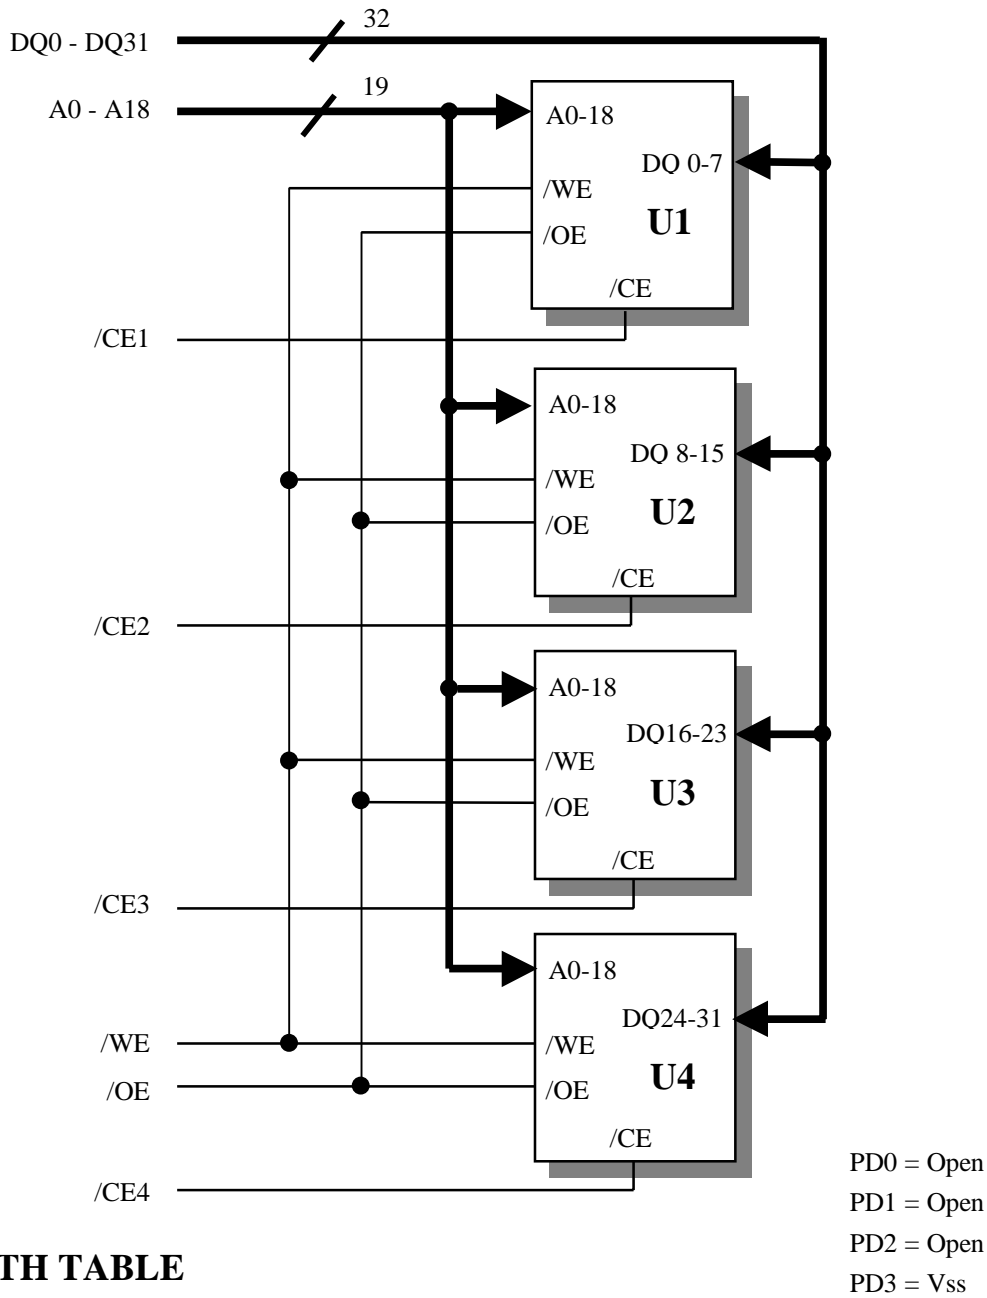 32
DQ0 - DQ31
19
A0 - A18
A0-18
DQ 0-7
/WE
U1
/OE
/CE
/CE1
A0-18
DQ 8-15
/WE
U2
/OE
/CE
/CE2
A0-18
DQ16-23
/WE
U3
/OE
/CE
/CE3
A0-18
DQ24-31
/WE
/WE
U4
/OE
/OE
/CE
/CE4
PD0 = Open
PD1 = Open
PD2 = Open
PD3 = Vss
TH TABLE